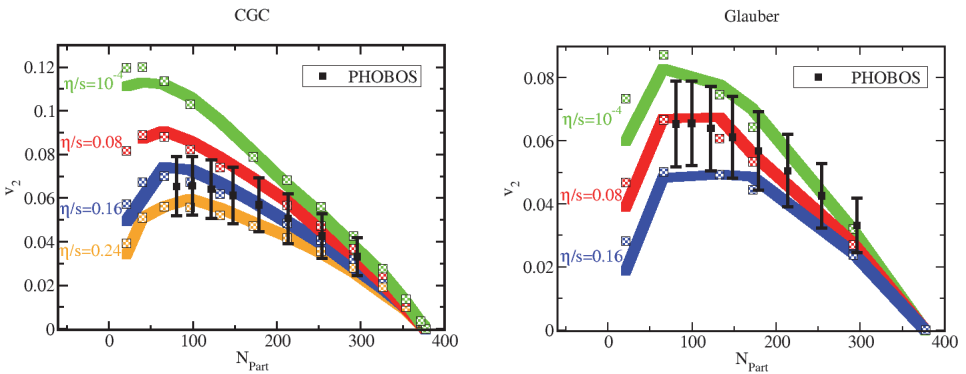 CGC
0.12
0.1
0.08
0.06
0.04
0.02
0
v₂
η/s=10⁻⁴
η/s=0.08
η/s=0.16
η/s=0.24
PHOBOS
0 100 200 300 400
N_Part
Glauber
0.08
0.06
0.04
0.02
0
v₂
η/s=10⁻⁴
η/s=0.08
η/s=0.16
PHOBOS
0 100 200 300 400
N_Part